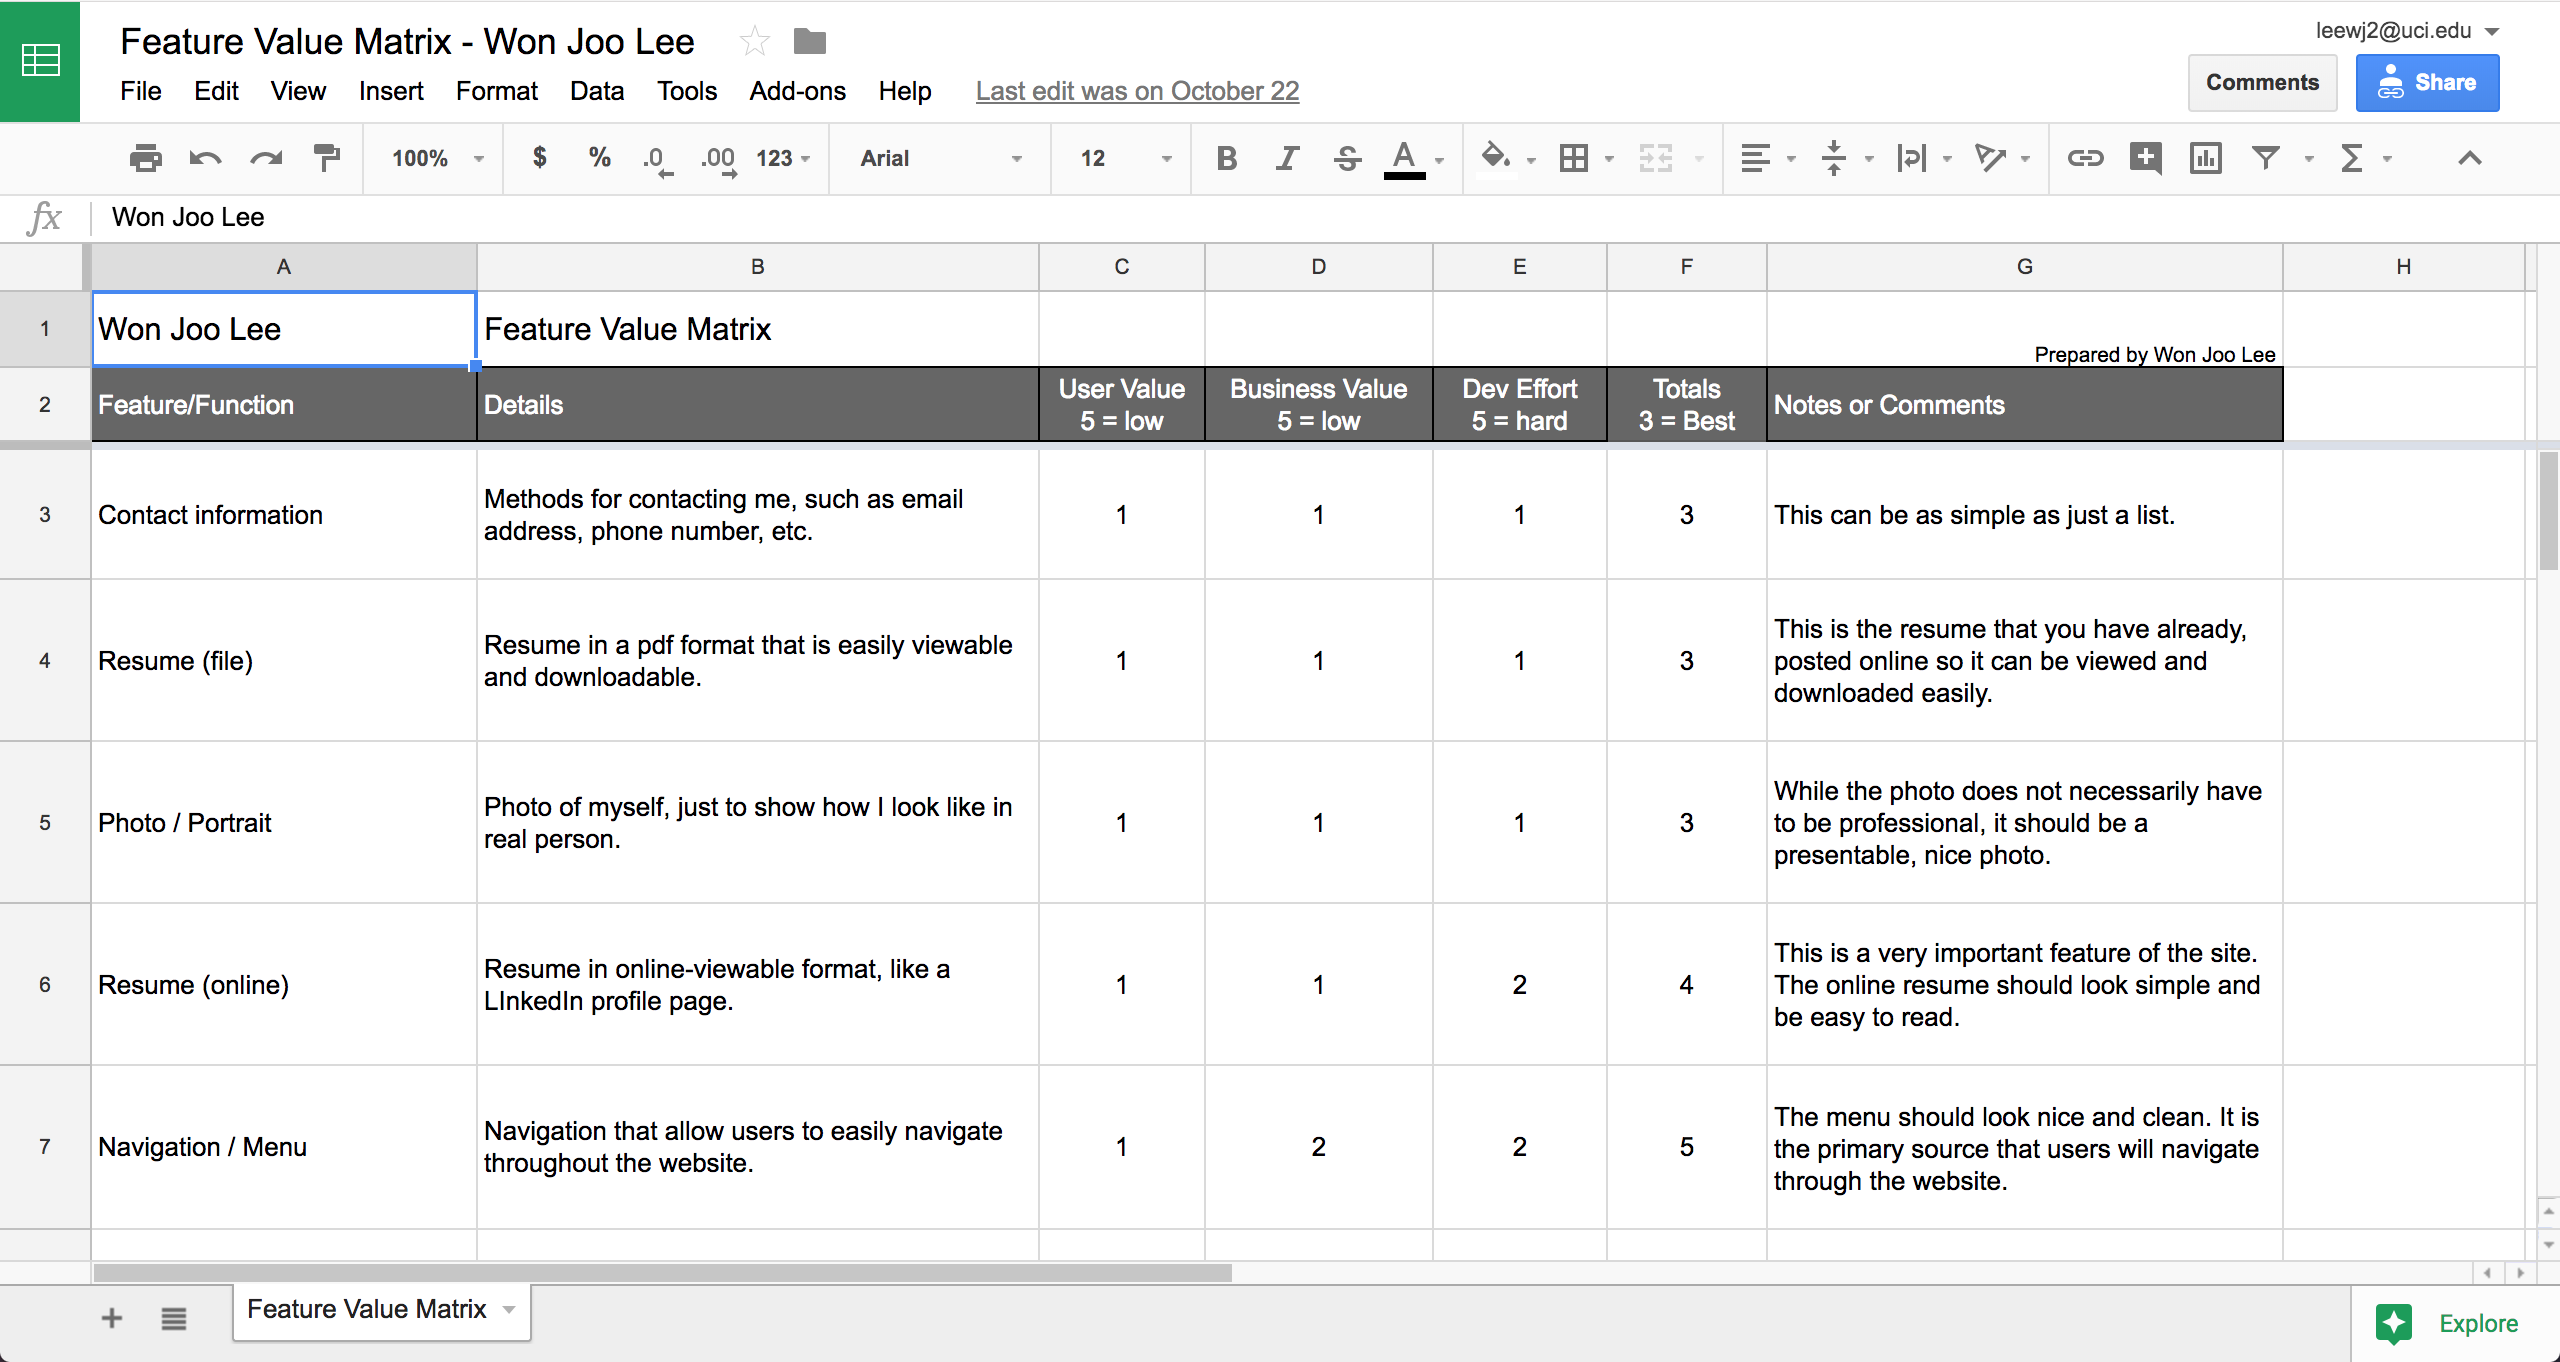 Feature Value Matrix - Won Joo Lee
leewj2@uci.edu
File Edit View Insert Format Data Tools Add-ons Help Last edit was on October 22
Comments Share
100% $ % .0 .00 123 Arial 12 B I S A
fx Won Joo Lee
A B C D E F G H
1 Won Joo Lee Feature Value Matrix Prepared by Won Joo Lee
2 Feature/Function Details User Value Business Value Dev Effort Totals Notes or Comments
5 = low 5 = low 5 = hard 3 = Best
3 Contact information
Methods for contacting me, such as email
address, phone number, etc.
1 1 1 3
This can be as simple as just a list.
4 Resume (file)
Resume in a pdf format that is easily viewable
and downloadable.
1 1 1 3
This is the resume that you have already,
posted online so it can be viewed and
downloaded easily.
5 Photo / Portrait
Photo of myself, just to show how I look like in
real person.
1 1 1 3
While the photo does not necessarily have
to be professional, it should be a
presentable, nice photo.
6 Resume (online)
Resume in online-viewable format, like a
LInkedIn profile page.
1 1 2 4
This is a very important feature of the site.
The online resume should look simple and
be easy to read.
7 Navigation / Menu
Navigation that allow users to easily navigate
throughout the website.
1 2 2 5
The menu should look nice and clean. It is
the primary source that users will navigate
through the website.
Feature Value Matrix
Explore